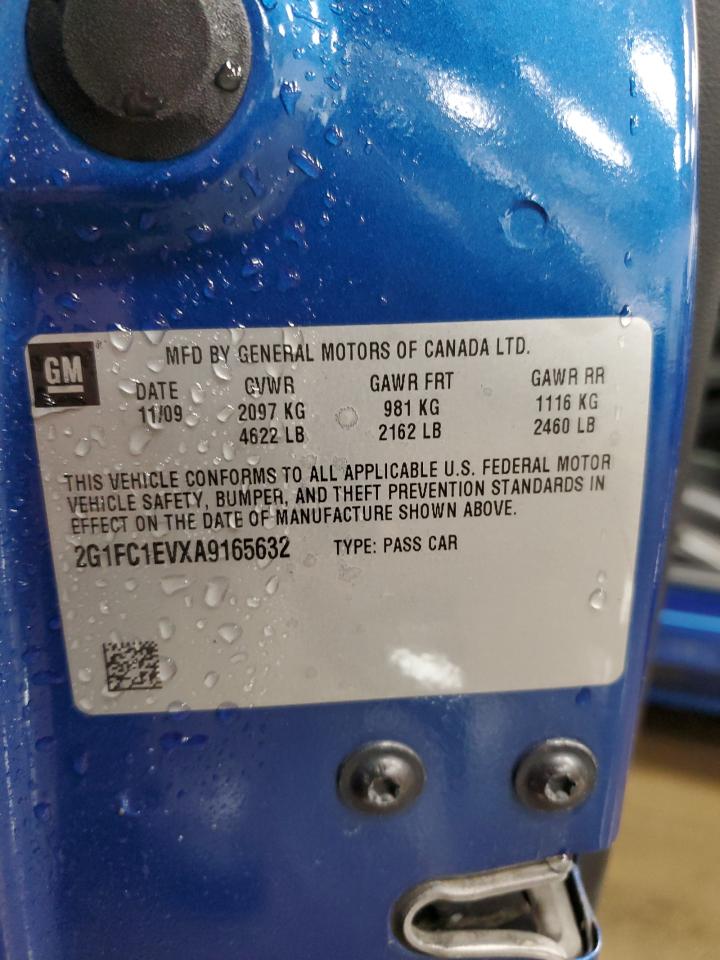 GM
MFD BY GENERAL MOTORS OF CANADA LTD.
DATE GVWR GAWR FRT GAWR RR
11/09 2097 KG 981 KG 1116 KG
4622 LB 2162 LB 2460 LB
THIS VEHICLE CONFORMS TO ALL APPLICABLE U.S. FEDERAL MOTOR
VEHICLE SAFETY, BUMPER, AND THEFT PREVENTION STANDARDS IN
EFFECT ON THE DATE OF MANUFACTURE SHOWN ABOVE.
2G1FC1EVXA9165632 TYPE: PASS CAR